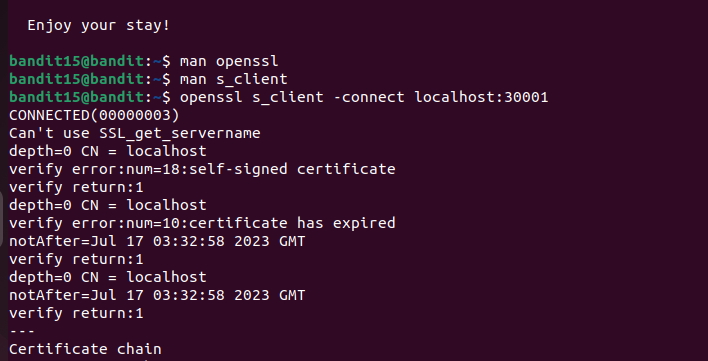 Enjoy your stay!
bandit15@bandit:~$ man openssl
bandit15@bandit:~$ man s_client
bandit15@bandit:~$ openssl s_client -connect localhost:30001
CONNECTED(00000003)
Can't use SSL_get_servername
depth=0 CN = localhost
verify error:num=18:self-signed certificate
verify return:1
depth=0 CN = localhost
verify error:num=10:certificate has expired
notAfter=Jul 17 03:32:58 2023 GMT
verify return:1
depth=0 CN = localhost
notAfter=Jul 17 03:32:58 2023 GMT
verify return:1
---
Certificate chain